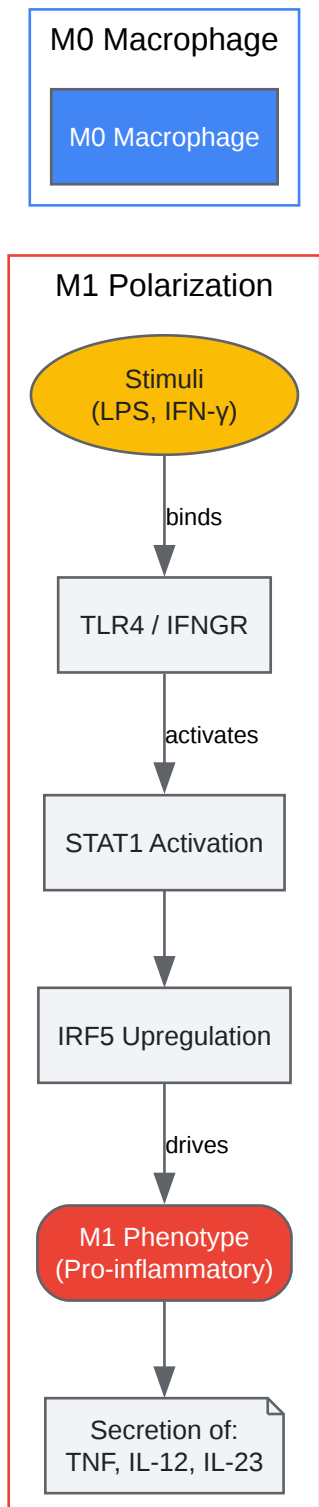 M0 Macrophage
M0 Macrophage
M1 Polarization
Stimuli
(LPS, IFN-γ)
binds
TLR4 / IFNGR
activates
STAT1 Activation
IRF5 Upregulation
drives
M1 Phenotype
(Pro-inflammatory)
Secretion of:
TNF, IL-12, IL-23